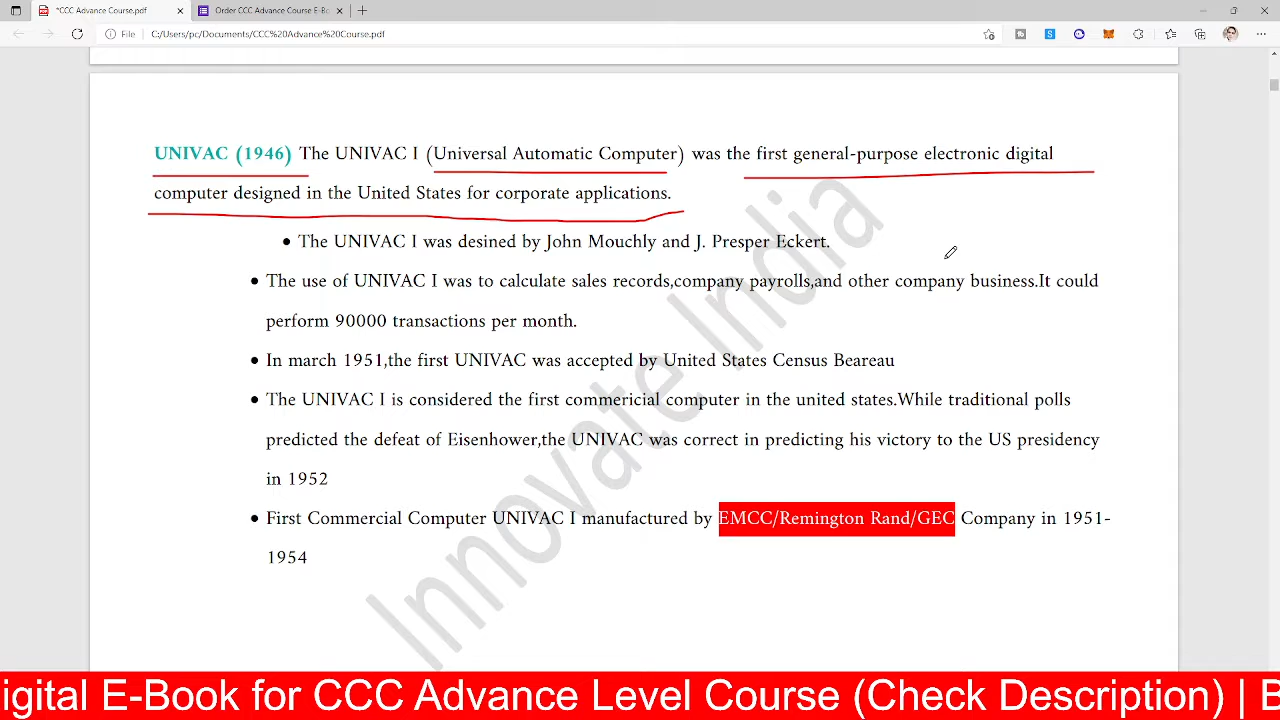 *CCC Advance Course.pdf
Order CCC Advance Course E-Bo
File C:/Users/pc/Documents/CCC%20Advance%20Course.pdf
UNIVAC (1946) The UNIVAC I (Universal Automatic Computer) was the first general-purpose electronic digital
computer designed in the United States for corporate applications.
• The UNIVAC I was desined by John Mouchly and J. Presper Eckert.
• The use of UNIVAC I was to calculate sales records,company payrolls,and other company business.It could
perform 90000 transactions per month.
• In march 1951,the first UNIVAC was accepted by United States Census Beareau
• The UNIVAC I is considered the first commericial computer in the united states.While traditional polls
predicted the defeat of Eisenhower,the UNIVAC was correct in predicting his victory to the US presidency
in 1952
• First Commercial Computer UNIVAC I manufactured by EMCC/Remington Rand/GEC Company in 1951-
1954
Innovate India
igital E-Book for CCC Advance Level Course (Check Description) | B